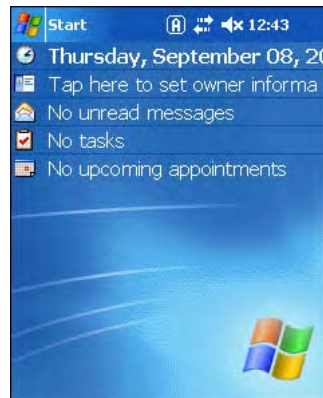 Start A 12:43
Thursday, September 08, 20
Tap here to set owner informa
No unread messages
No tasks
No upcoming appointments